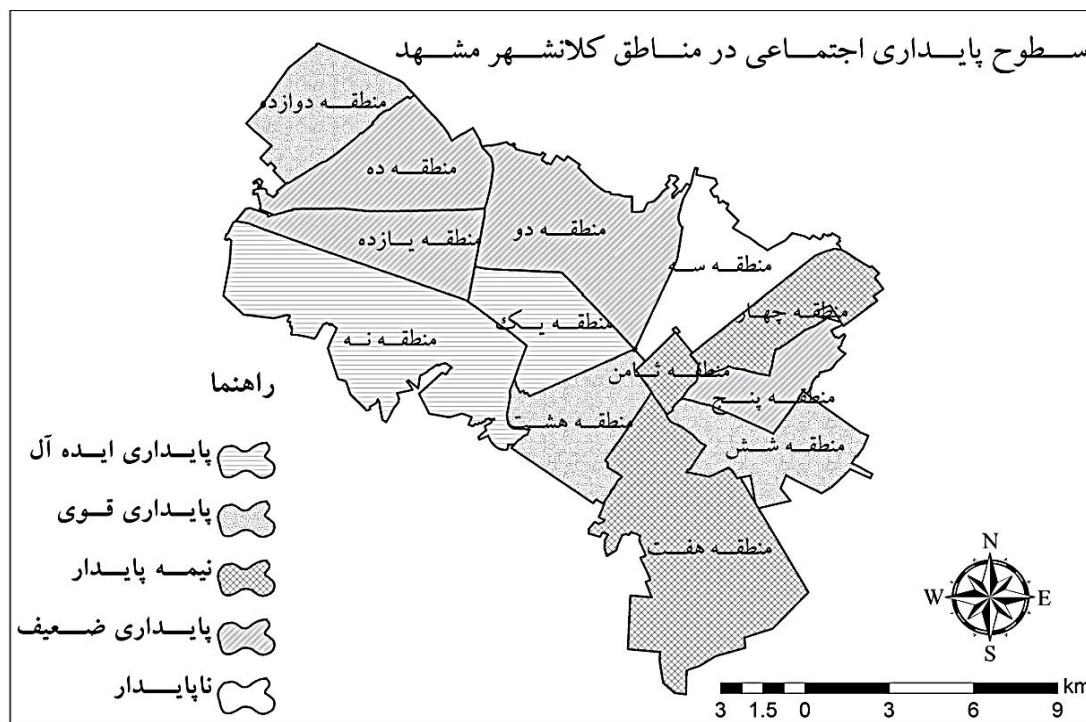 سطوح پایداری اجتماعی در مناطق کلانشهر مشهد
منطقه دوازده
منطقه ده
منطقه یازده
منطقه دو
منطقه سه
منطقه چهار
منطقه یک
منطقه نه
منطقه ثامن
منطقه پنج
منطقه هشت
منطقه شش
منطقه هفت
راهنما
پایداری ایده آل
پایداری قوی
نیمه پایدار
پایداری ضعیف
ناپایدار
N
W E
S
km
3 1.5 0 3 6 9